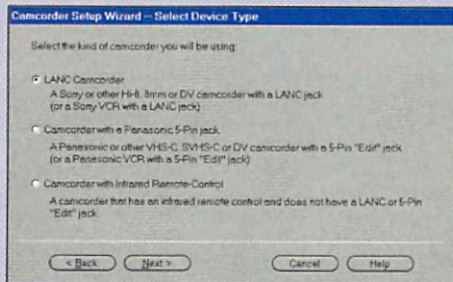 Camcorder Setup Wizard -- Select Device Type
Select the kind of camcorder you will be using:
LANC Camcorder
A Sony or other Hi-8, 8mm or DV camcorder with a LANC jack
(or a Sony VCR with a LANC jack)
Camcorder with a Panasonic 5-Pin jack
A Panasonic or other VHS-C, SVHS-C or DV camcorder with a 5-Pin "Edit" jack
(or a Panasonic VCR with a 5-Pin "Edit" jack)
Camcorder with Infrared Remote-Control
A camcorder that has an infrared remote control and does not have a LANC or 5-Pin
"Edit" jack.
< Back Next > Cancel Help